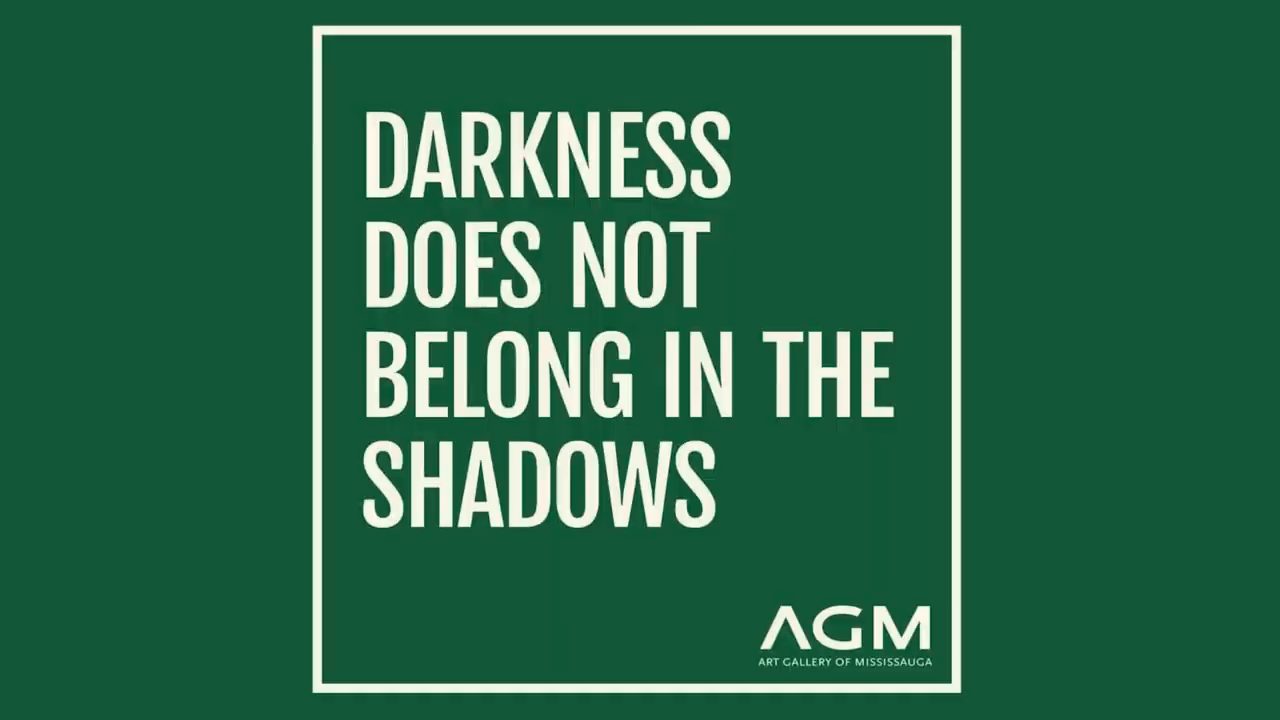 DARKNESS
DOES NOT
BELONG IN THE
SHADOWS
AGM
ART GALLERY OF MISSISSAUGA